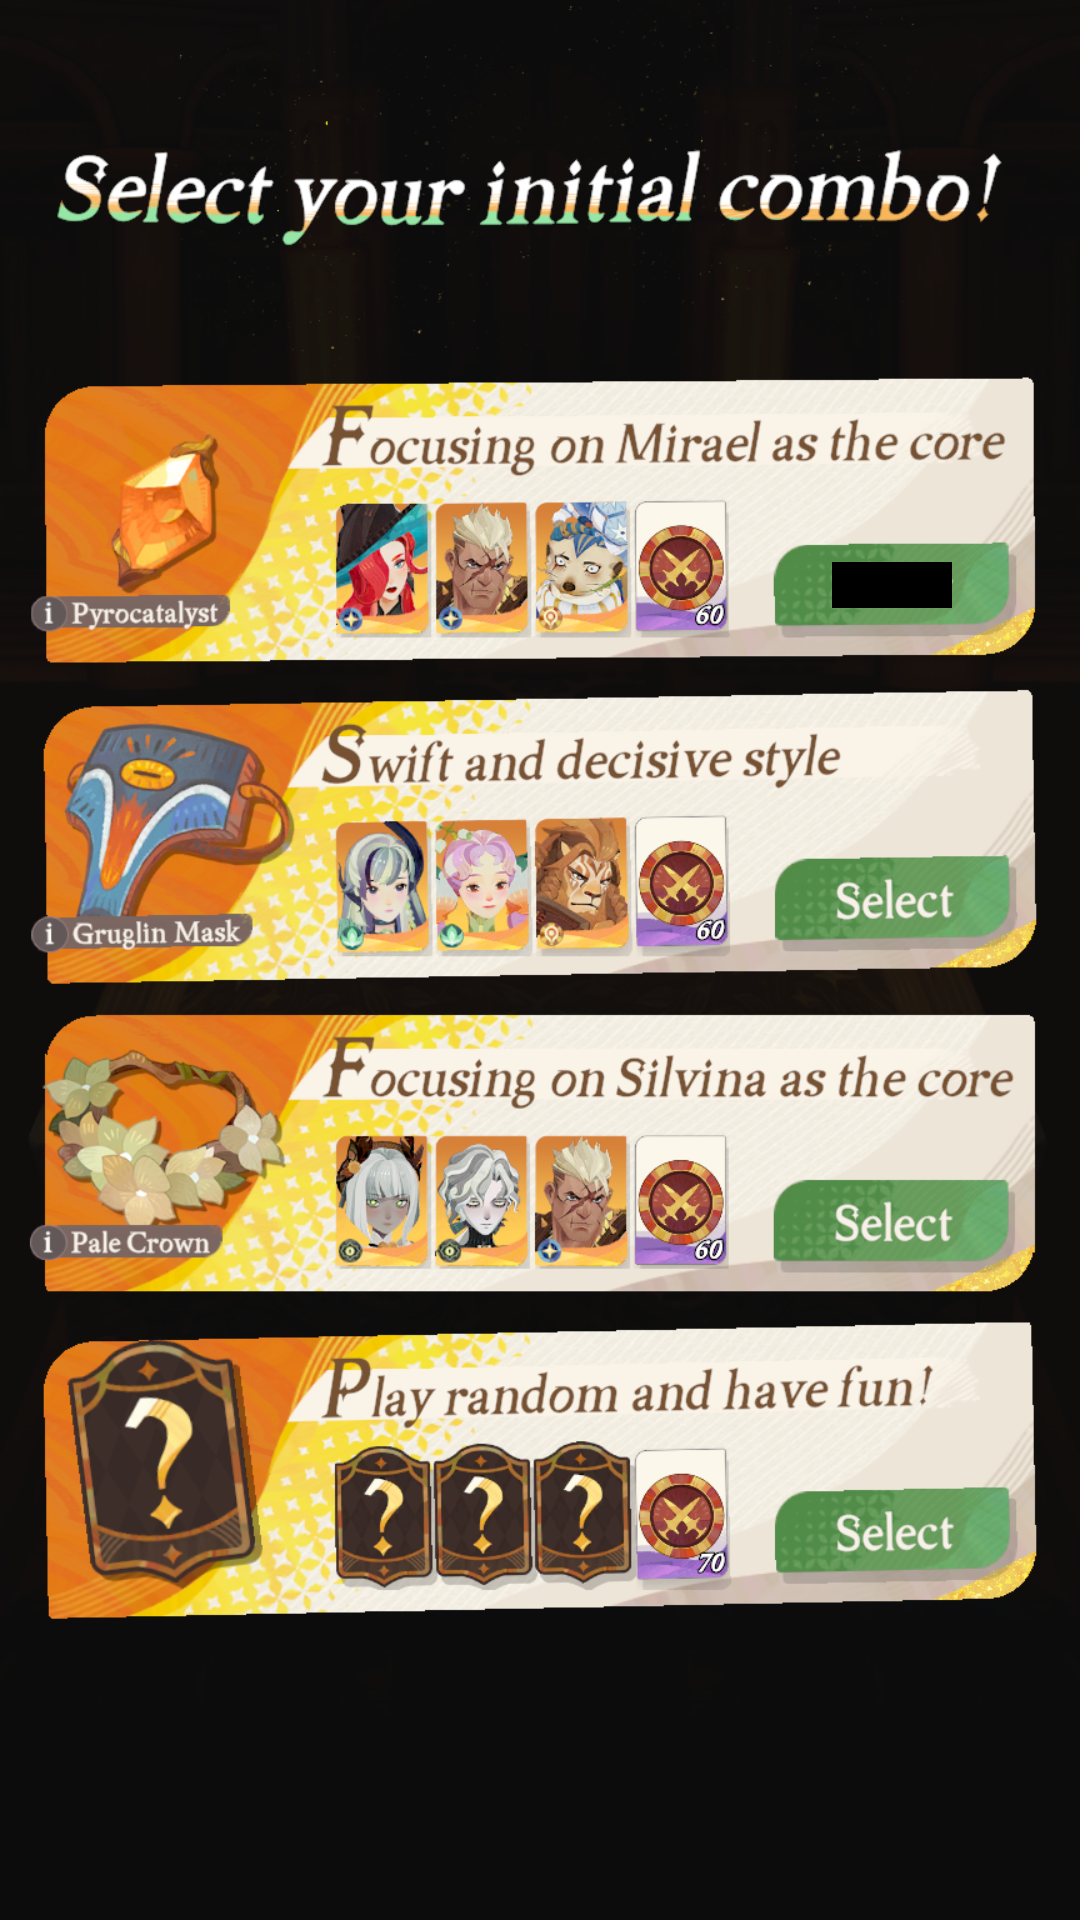 Select your initial combo!
Focusing on Mirael as the core
i Pyrocatalyst
60
Swift and decisive style
60
Select
i Gruglin Mask
Focusing on Silvina as the core
60
Select
i Pale Crown
Play random and have fun!
?
? ? ?
70
Select